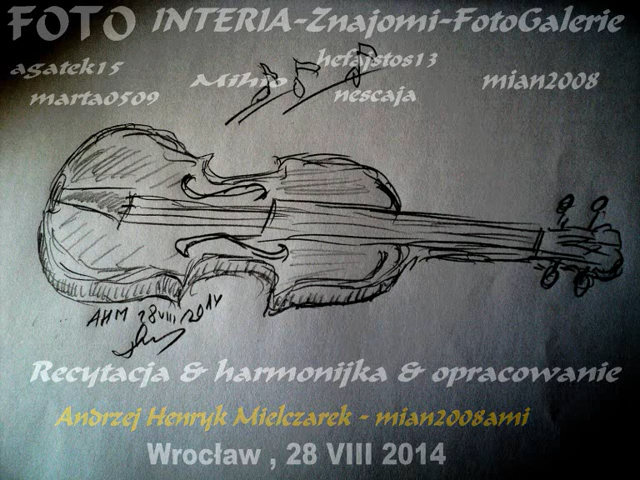 FOTO INTERIA-Znajomi-FotoGalerie
agatek15 Mihio hefajstos13 mian2008
marta0509 nescaja
AHM 28 VIII 2014
Recytacja & harmonijka & opracowanie
Andrzej Henryk Mielczarek - mian2008ami
Wrocław , 28 VIII 2014